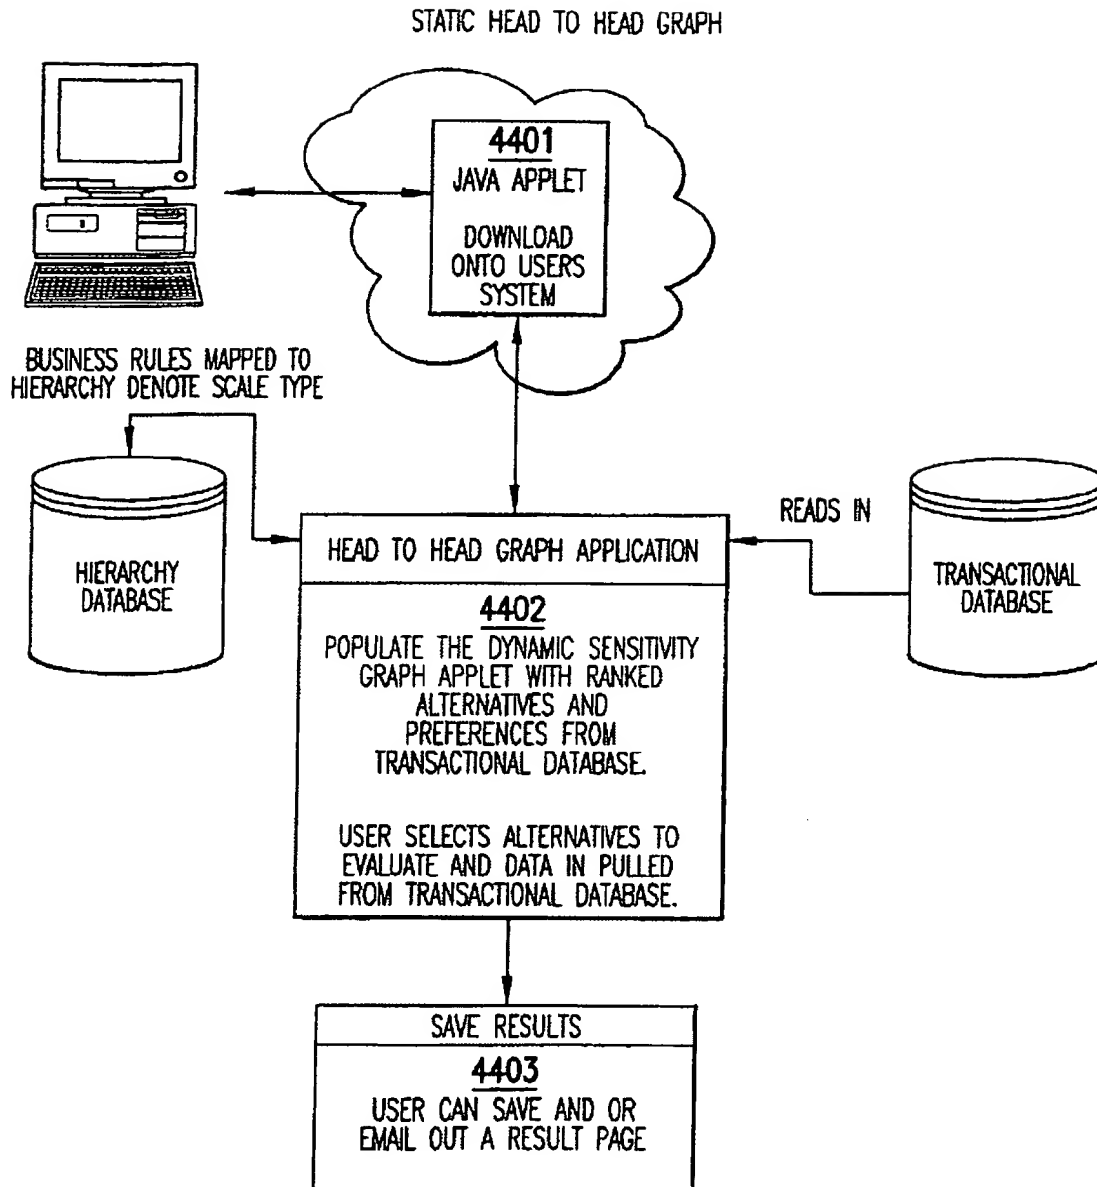 STATIC HEAD TO HEAD GRAPH
4401
JAVA APPLET
DOWNLOAD
ONTO USERS
SYSTEM
BUSINESS RULES MAPPED TO
HIERARCHY DENOTE SCALE TYPE
HIERARCHY
DATABASE
READS IN
TRANSACTIONAL
DATABASE
HEAD TO HEAD GRAPH APPLICATION
4402
POPULATE THE DYNAMIC SENSITIVITY
GRAPH APPLET WITH RANKED
ALTERNATIVES AND
PREFERENCES FROM
TRANSACTIONAL DATABASE.
USER SELECTS ALTERNATIVES TO
EVALUATE AND DATA IN PULLED
FROM TRANSACTIONAL DATABASE.
SAVE RESULTS
4403
USER CAN SAVE AND OR
EMAIL OUT A RESULT PAGE